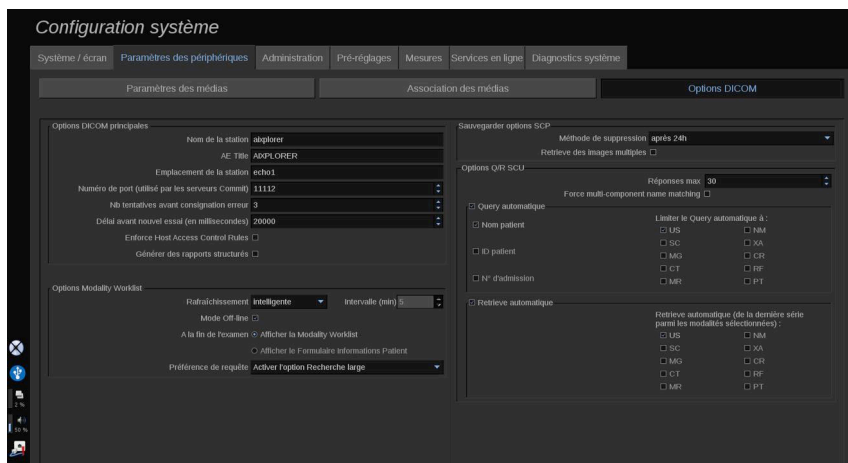 Configuration système
Système / écran
Paramètres des périphériques
Administration
Pré-réglages
Mesures
Services en ligne
Diagnostics système
Paramètres des médias
Association des médias
Options DICOM
Options DICOM principales
Nom de la station aixplorer
AE Title AIXPLORER
Emplacement de la station echo1
Numéro de port (utilisé par les serveurs Commit) 11112
Nb tentatives avant consignation erreur 3
Délai avant nouvel essai (en millisecondes) 20000
Enforce Host Access Control Rules
Générer des rapports structurés
Options Modality Worklist
Rafraîchissement Intelligente Intervalle (min) 5
Mode Off-line
A la fin de l'examen Afficher la Modality Worklist
Afficher le Formulaire Informations Patient
Préférence de requête Activer l'option Recherche large
Sauvegarder options SCP
Méthode de suppression après 24h
Retrieve des images multiples
Options Q/R SCU
Réponses max 30
Force multi-component name matching
Query automatique
Nom patient
ID patient
N° d'admission
Limiter le Query automatique à :
US NM
SC XA
MG CR
CT RF
MR PT
Retrieve automatique
Retrieve automatique (de la dernière série
parmi les modalités sélectionnées) :
US NM
SC XA
MG CR
CT RF
MR PT
2 %
50 %